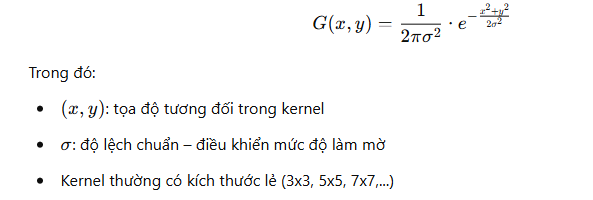 G(x, y) = \frac{1}{2\pi\sigma^2} \cdot e^{-\frac{x^2+y^2}{2\sigma^2}}
Trong đó:
• (x, y): tọa độ tương đối trong kernel
• σ: độ lệch chuẩn – điều khiển mức độ làm mờ
• Kernel thường có kích thước lẻ (3x3, 5x5, 7x7,...)